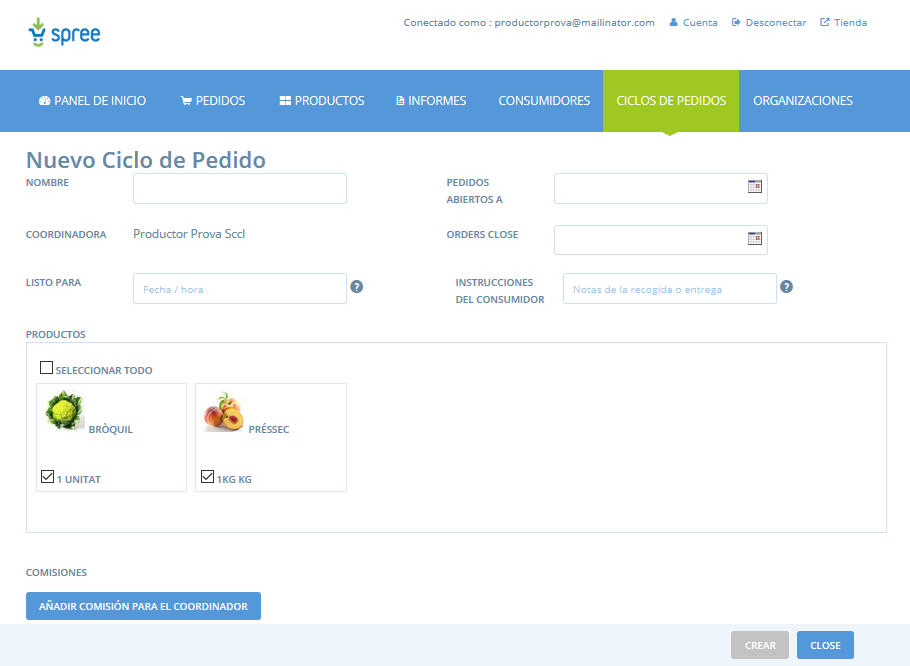 spree
Conectado como : productorprova@mailinator.com Cuenta Desconectar Tienda
PANEL DE INICIO PEDIDOS PRODUCTOS INFORMES CONSUMIDORES CICLOS DE PEDIDOS ORGANIZACIONES
Nuevo Ciclo de Pedido
NOMBRE
PEDIDOS
ABIERTOS A
COORDINADORA Productor Prova Sccl
ORDERS CLOSE
LISTO PARA Fecha / hora ?
INSTRUCCIONES
DEL CONSUMIDOR
Notas de la recogida o entrega ?
PRODUCTOS
SELECCIONAR TODO
BRÒQUIL
1 UNITAT
PRÉSSEC
1KG KG
COMISIONES
AÑADIR COMISIÓN PARA EL COORDINADOR
CREAR CLOSE